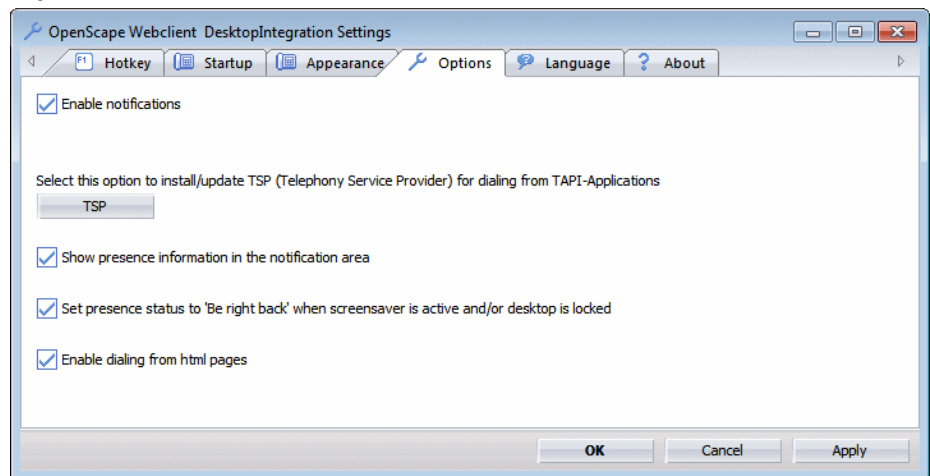 OpenScape Webclient DesktopIntegration Settings
F1 Hotkey Startup Appearance Options Language ? About
Enable notifications
Select this option to install/update TSP (Telephony Service Provider) for dialing from TAPI-Applications
TSP
Show presence information in the notification area
Set presence status to 'Be right back' when screensaver is active and/or desktop is locked
Enable dialing from html pages
OK Cancel Apply